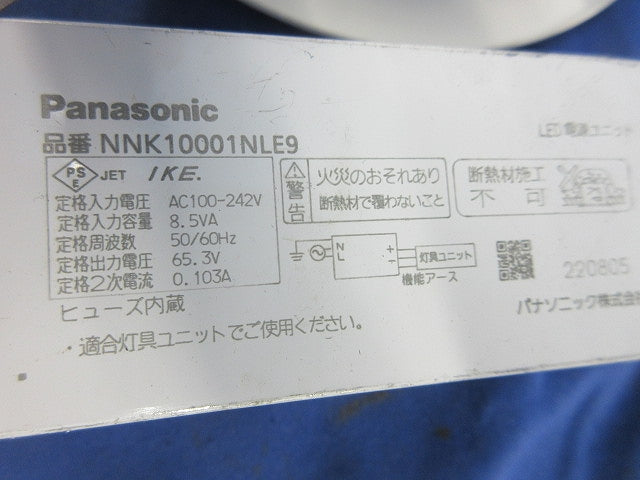 Panasonic
品番 NNK10001NLE9
LED電源ユニット
PS
E
JET IKE.
定格入力電圧 AC100-242V
定格入力容量 8.5VA
定格周波数 50/60Hz
定格出力電圧 65.3V
定格2次電流 0.103A
ヒューズ内蔵
・適合灯具ユニットでご使用ください。
警告
火災のおそれあり
断熱材で覆わないこと
断熱材施工
不可
N
L
+
−
灯具ユニット
機能アース
220805
パナソニック株式会